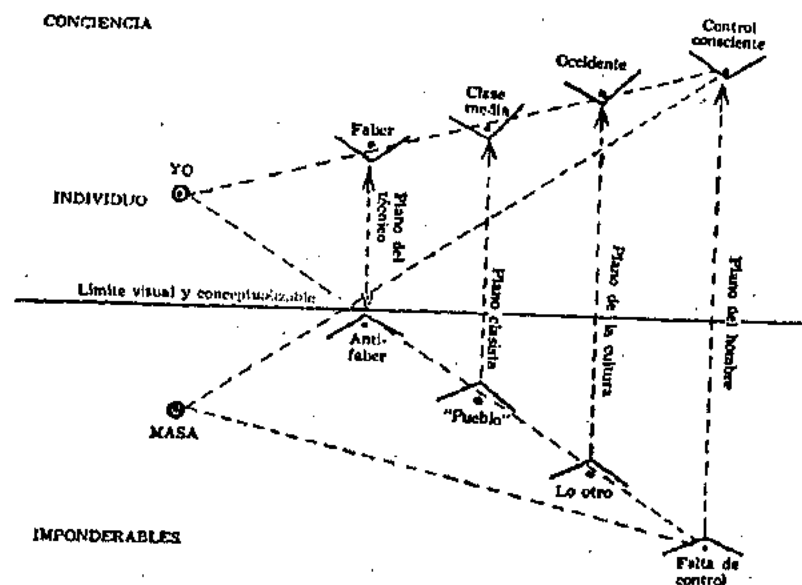 CONCIENCIA
Control
consciente
Occidente
Clase
media
Faber
YO
INDIVIDUO
Plano del
técnico
Límite visual y conceptualizable
Plano clasista
Plano de la cultura
Plano del hombre
Anti-
faber
"Pueblo"
MASA
Lo otro
IMPONDERABLES
Falta de
control